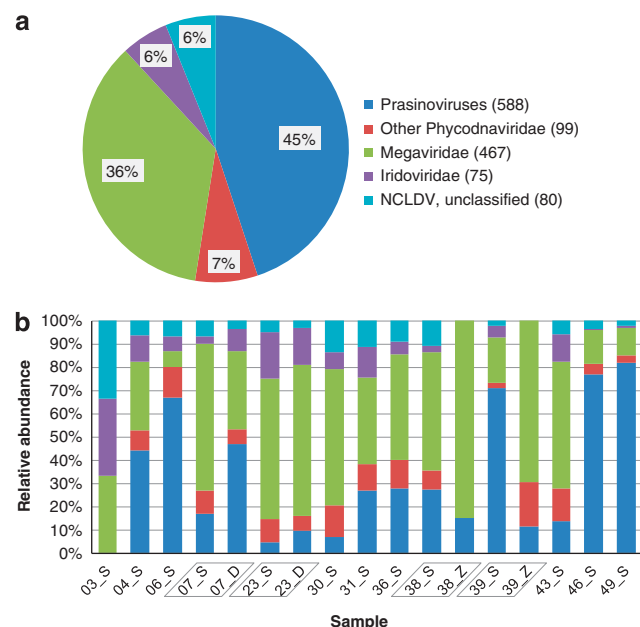 a
6%
6%
45%
36%
7%
Prasinoviruses (588)
Other Phycodnaviridae (99)
Megaviridae (467)
Iridoviridae (75)
NCLDV, unclassified (80)
b
100%
90%
80%
70%
60%
50%
40%
30%
20%
10%
0%
Relative abundance
03_S
04_S
06_S
07_S
07_D
23_S
23_D
30_S
31_S
36_S
38_S
38_Z
39_S
39_Z
43_S
46_S
49_S
Sample